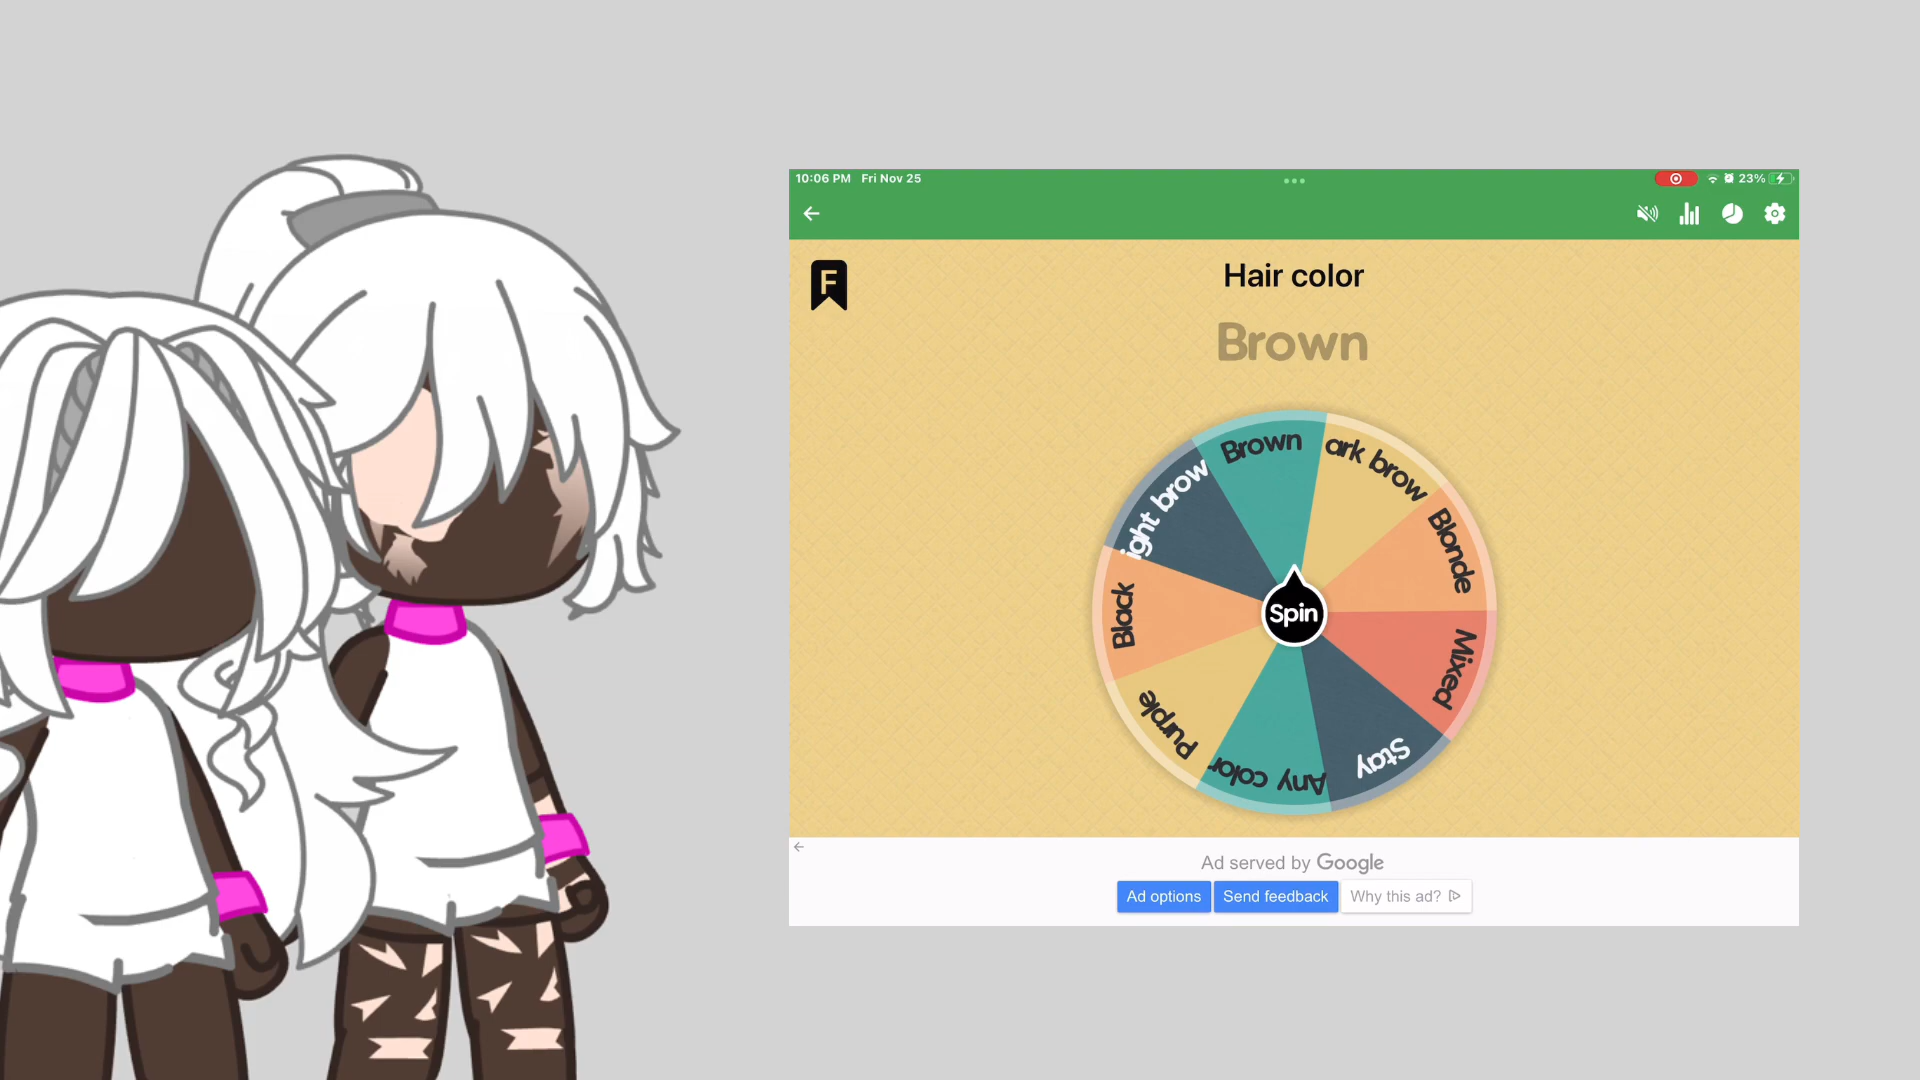 10:06 PM Fri Nov 25
23%
F
Hair color
Brown
Brown
ark brow
Blonde
Mixed
Stay
Any color
Purple
Black
ight brow
Spin
Ad served by Google
Ad options
Send feedback
Why this ad?